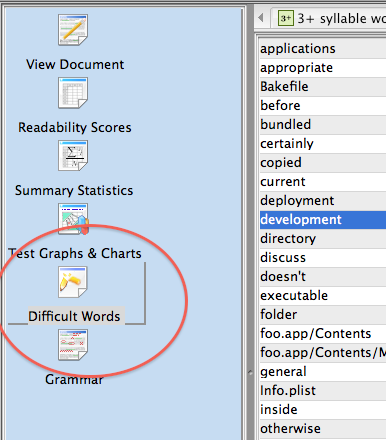 View Document
Readability Scores
Summary Statistics
Test Graphs & Charts
Difficult Words
Grammar
3+ 3+ syllable wo
applications
appropriate
Bakefile
before
bundled
certainly
copied
current
deployment
development
directory
discuss
doesn't
executable
folder
foo.app/Contents
foo.app/Contents/M
general
Info.plist
inside
otherwise